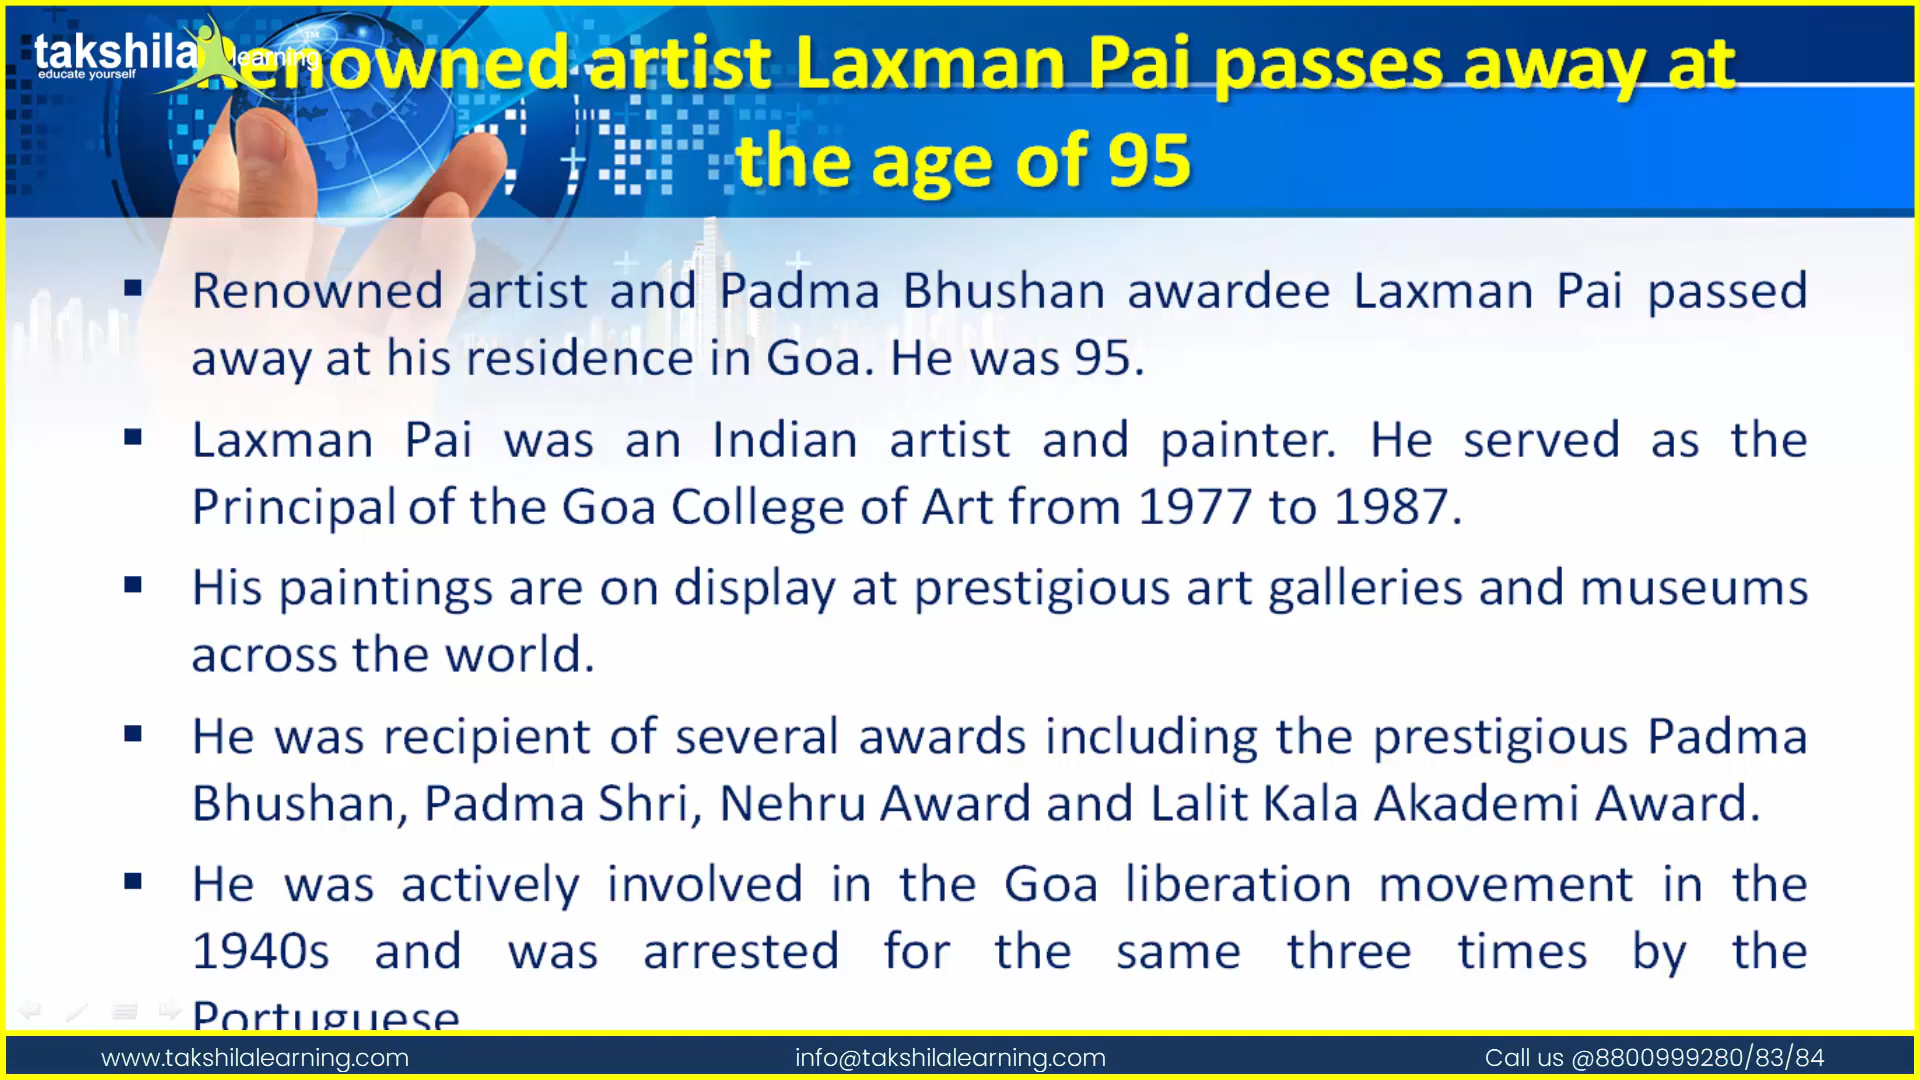 takshila learning TM
educate yourself
Renowned artist Laxman Pai passes away at
the age of 95
▪ Renowned artist and Padma Bhushan awardee Laxman Pai passed
away at his residence in Goa. He was 95.
▪ Laxman Pai was an Indian artist and painter. He served as the
Principal of the Goa College of Art from 1977 to 1987.
▪ His paintings are on display at prestigious art galleries and museums
across the world.
▪ He was recipient of several awards including the prestigious Padma
Bhushan, Padma Shri, Nehru Award and Lalit Kala Akademi Award.
▪ He was actively involved in the Goa liberation movement in the
1940s and was arrested for the same three times by the
Portuguese
www.takshilalearning.com info@takshilalearning.com Call us @8800999280/83/84